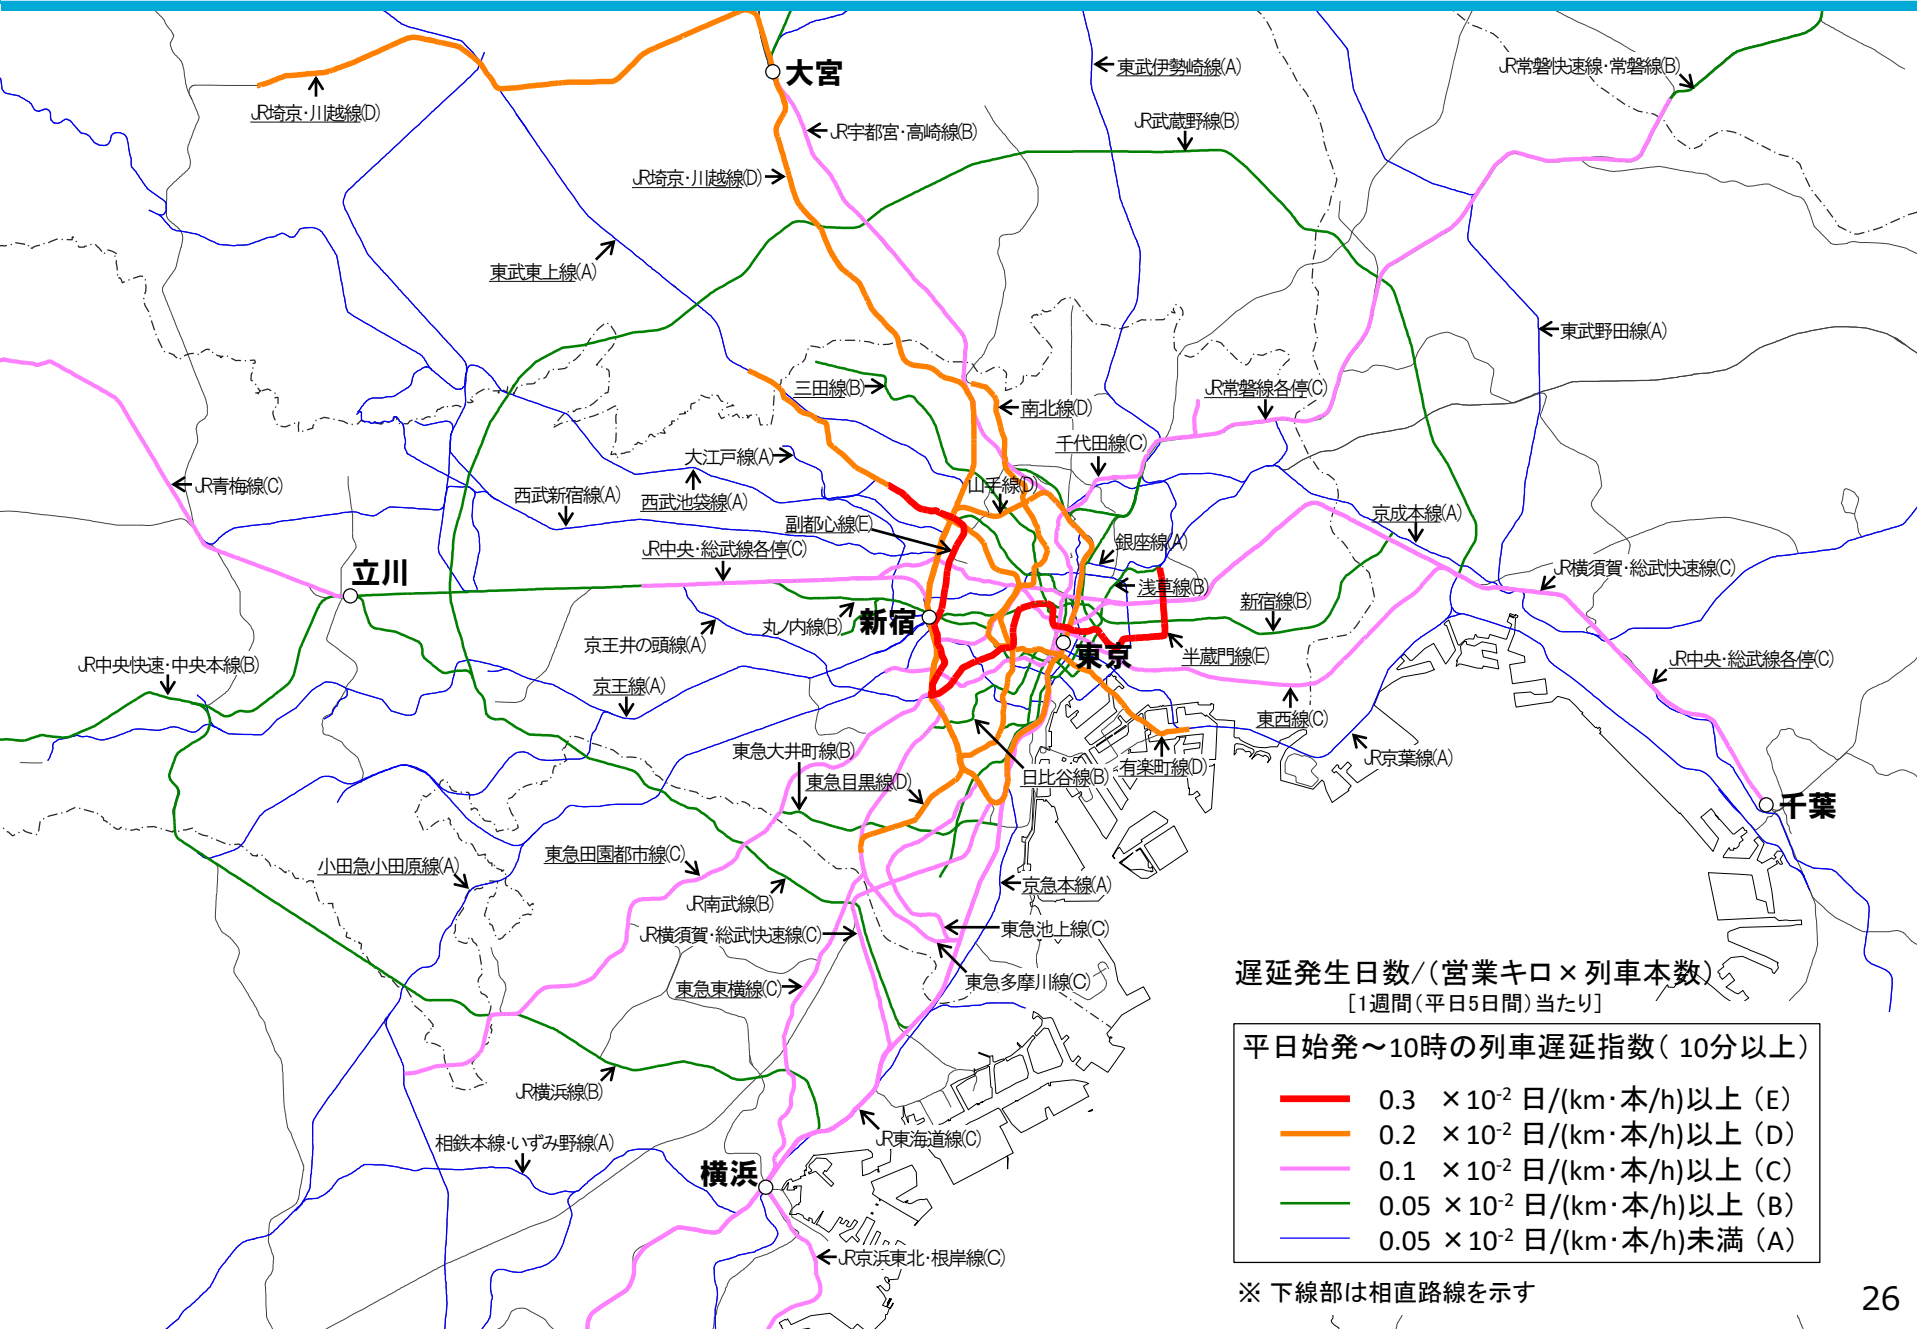 大宮
東武伊勢崎線(A)
JR常磐快速線・常磐線(B)
JR埼京・川越線(D)
JR宇都宮・高崎線(B)
JR武蔵野線(B)
JR埼京・川越線(D)
東武東上線(A)
東武野田線(A)
三田線(B)
南北線(D)
JR常磐線各停(C)
千代田線(C)
大江戸線(A)
JR青梅線(C)
西武新宿線(A)
西武池袋線(A)
山手線(D)
副都心線(E)
京成本線(A)
JR中央・総武線各停(C)
銀座線(A)
立川
JR横須賀・総武快速線(C)
浅草線(B)
新宿線(B)
丸ノ内線(B)
新宿
京王井の頭線(A)
東京
半蔵門線(E)
JR中央快速・中央本線(B)
JR中央・総武線各停(C)
京王線(A)
東西線(C)
東急大井町線(B)
JR京葉線(A)
東急目黒線(D)
日比谷線(B)
有楽町線(D)
千葉
小田急小田原線(A)
東急田園都市線(C)
京急本線(A)
JR南武線(B)
JR横須賀・総武快速線(C)
東急池上線(C)
東急多摩川線(C)
東急東横線(C)
JR横浜線(B)
JR東海道線(C)
相鉄本線・いずみ野線(A)
横浜
JR京浜東北・根岸線(C)
遅延発生日数/(営業キロ×列車本数)
[1週間(平日5日間)当たり]
平日始発～10時の列車遅延指数( 10分以上)
0.3 ×10⁻² 日/(km･本/h)以上 (E)
0.2 ×10⁻² 日/(km･本/h)以上 (D)
0.1 ×10⁻² 日/(km･本/h)以上 (C)
0.05 ×10⁻² 日/(km･本/h)以上 (B)
0.05 ×10⁻² 日/(km･本/h)未満 (A)
※ 下線部は相直路線を示す
26